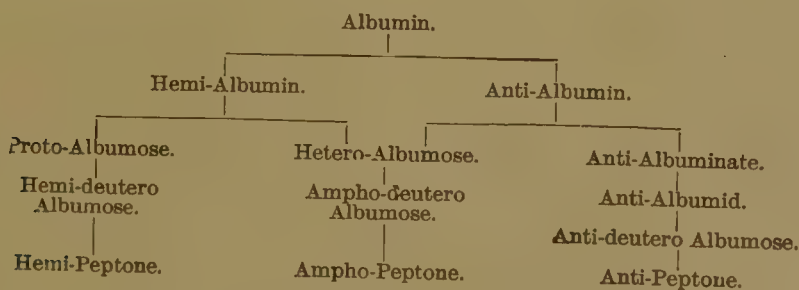 Albumin.
Hemi-Albumin. Anti-Albumin.
Proto-Albumose. Hetero-Albumose. Anti-Albuminate.
Hemi-deutero Ampho-deutero Anti-Albumid.
Albumose. Albumose.
Anti-deutero Albumose.
Hemi-Peptone. Ampho-Peptone. Anti-Peptone.